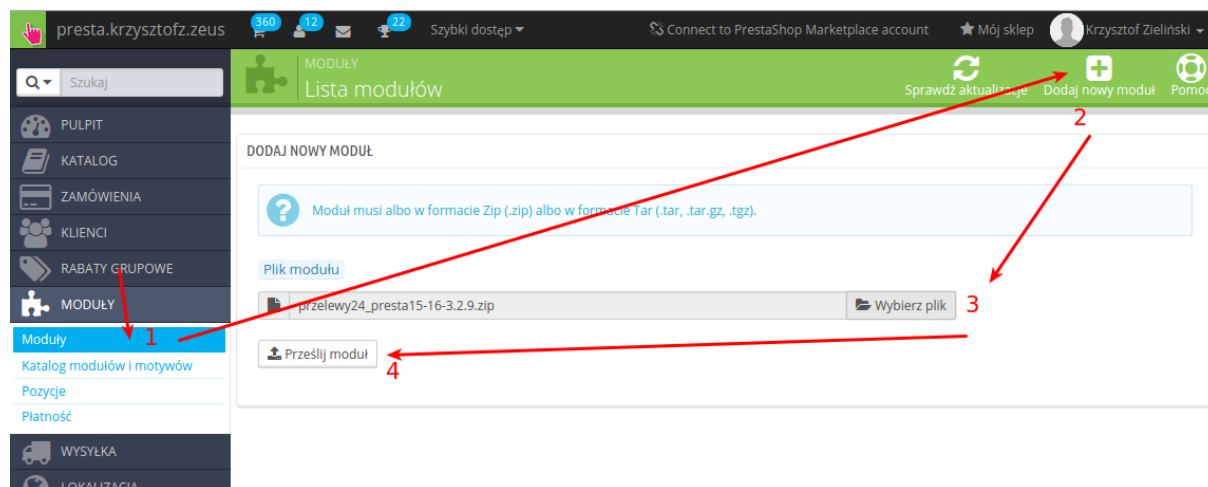 presta.krzysztofz.zeus 360 12 22 Szybki dostęp Connect to PrestaShop Marketplace account Mój sklep Krzysztof Zieliński
Szukaj
MODUŁY
Lista modułów
Sprawdź aktualizacje Dodaj nowy moduł Pomoc
2
PULPIT
KATALOG
ZAMÓWIENIA
KLIENCI
RABATY GRUPOWE
MODUŁY
Moduły 1
Katalog modułów i motywów
Pozycje
Płatność
WYSYŁKA
LOKALIZACJA
DODAJ NOWY MODUŁ
Moduł musi albo w formacie Zip (.zip) albo w formacie Tar (.tar, .tar.gz, .tgz).
Plik modułu
przelewy24_presta15-16-3.2.9.zip Wybierz plik 3
Prześlij moduł 4